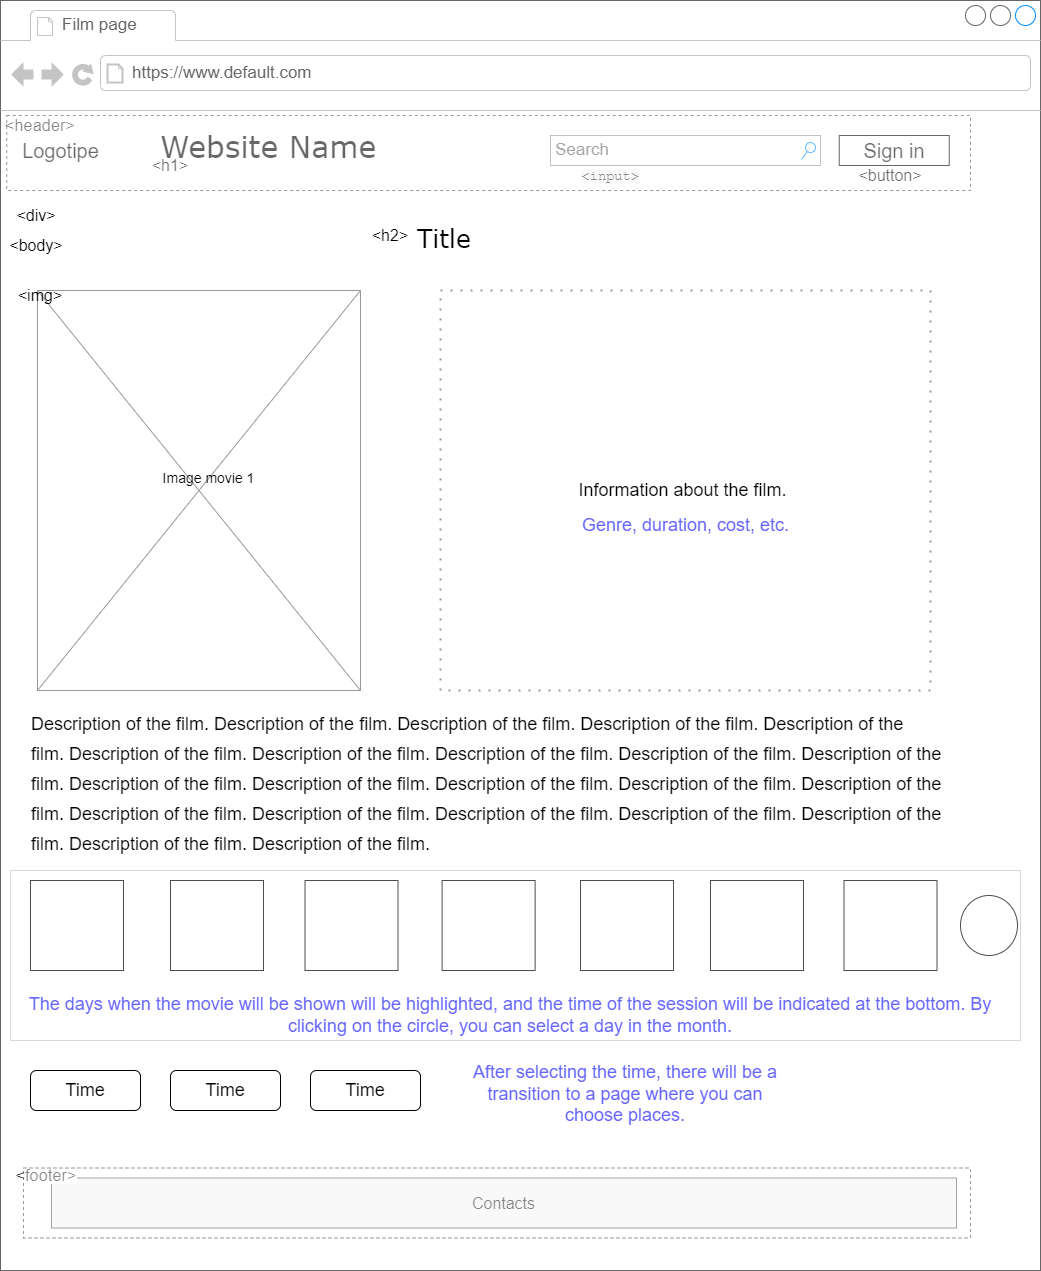 Film page
https://www.default.com
<header>
Logotipe
Website Name
<h1>
Search
<input>
Sign in
<button>
<div>
<body>
<h2> Title
<img>
Image movie 1
Information about the film.
Genre, duration, cost, etc.
Description of the film. Description of the film. Description of the film. Description of the film. Description of the
film. Description of the film. Description of the film. Description of the film. Description of the film. Description of the
film. Description of the film. Description of the film. Description of the film. Description of the film. Description of the
film. Description of the film. Description of the film. Description of the film. Description of the film. Description of the
film. Description of the film. Description of the film.
The days when the movie will be shown will be highlighted, and the time of the session will be indicated at the bottom. By
clicking on the circle, you can select a day in the month.
Time
Time
Time
After selecting the time, there will be a
transition to a page where you can
choose places.
<footer>
Contacts